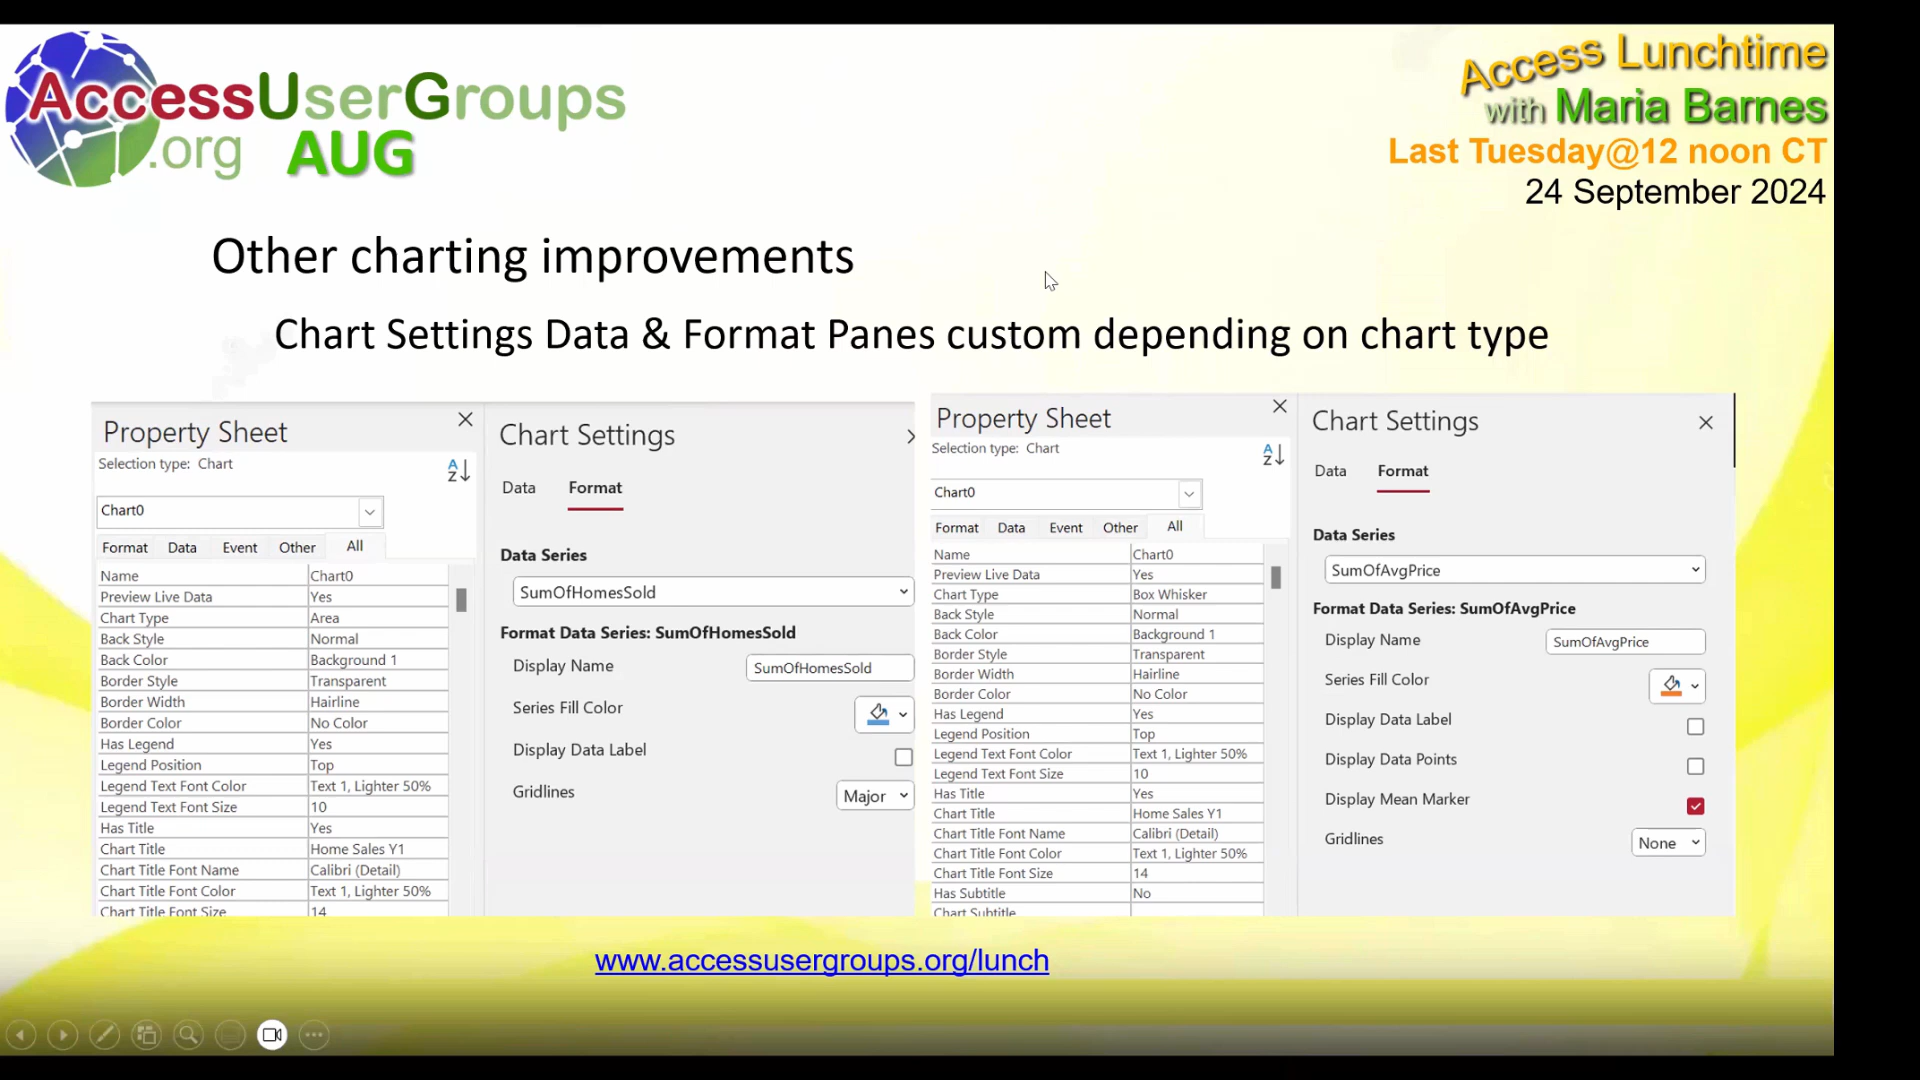 AccessUserGroups
.org AUG
Access Lunchtime
with Maria Barnes
Last Tuesday@12 noon CT
24 September 2024
Other charting improvements
Chart Settings Data & Format Panes custom depending on chart type
Property Sheet
Selection type: Chart
Chart0
Format Data Event Other All
Name Chart0
Preview Live Data Yes
Chart Type Area
Back Style Normal
Back Color Background 1
Border Style Transparent
Border Width Hairline
Border Color No Color
Has Legend Yes
Legend Position Top
Legend Text Font Color Text 1, Lighter 50%
Legend Text Font Size 10
Has Title Yes
Chart Title Home Sales Y1
Chart Title Font Name Calibri (Detail)
Chart Title Font Color Text 1, Lighter 50%
Chart Title Font Size 14
Chart Settings
Data Format
Data Series
SumOfHomesSold
Format Data Series: SumOfHomesSold
Display Name SumOfHomesSold
Series Fill Color
Display Data Label
Gridlines Major
Property Sheet
Selection type: Chart
Chart0
Format Data Event Other All
Name Chart0
Preview Live Data Yes
Chart Type Box Whisker
Back Style Normal
Back Color Background 1
Border Style Transparent
Border Width Hairline
Border Color No Color
Has Legend Yes
Legend Position Top
Legend Text Font Color Text 1, Lighter 50%
Legend Text Font Size 10
Has Title Yes
Chart Title Home Sales Y1
Chart Title Font Name Calibri (Detail)
Chart Title Font Color Text 1, Lighter 50%
Chart Title Font Size 14
Has Subtitle No
Chart Subtitle
Chart Settings
Data Format
Data Series
SumOfAvgPrice
Format Data Series: SumOfAvgPrice
Display Name SumOfAvgPrice
Series Fill Color
Display Data Label
Display Data Points
Display Mean Marker
Gridlines None
www.accessusergroups.org/lunch